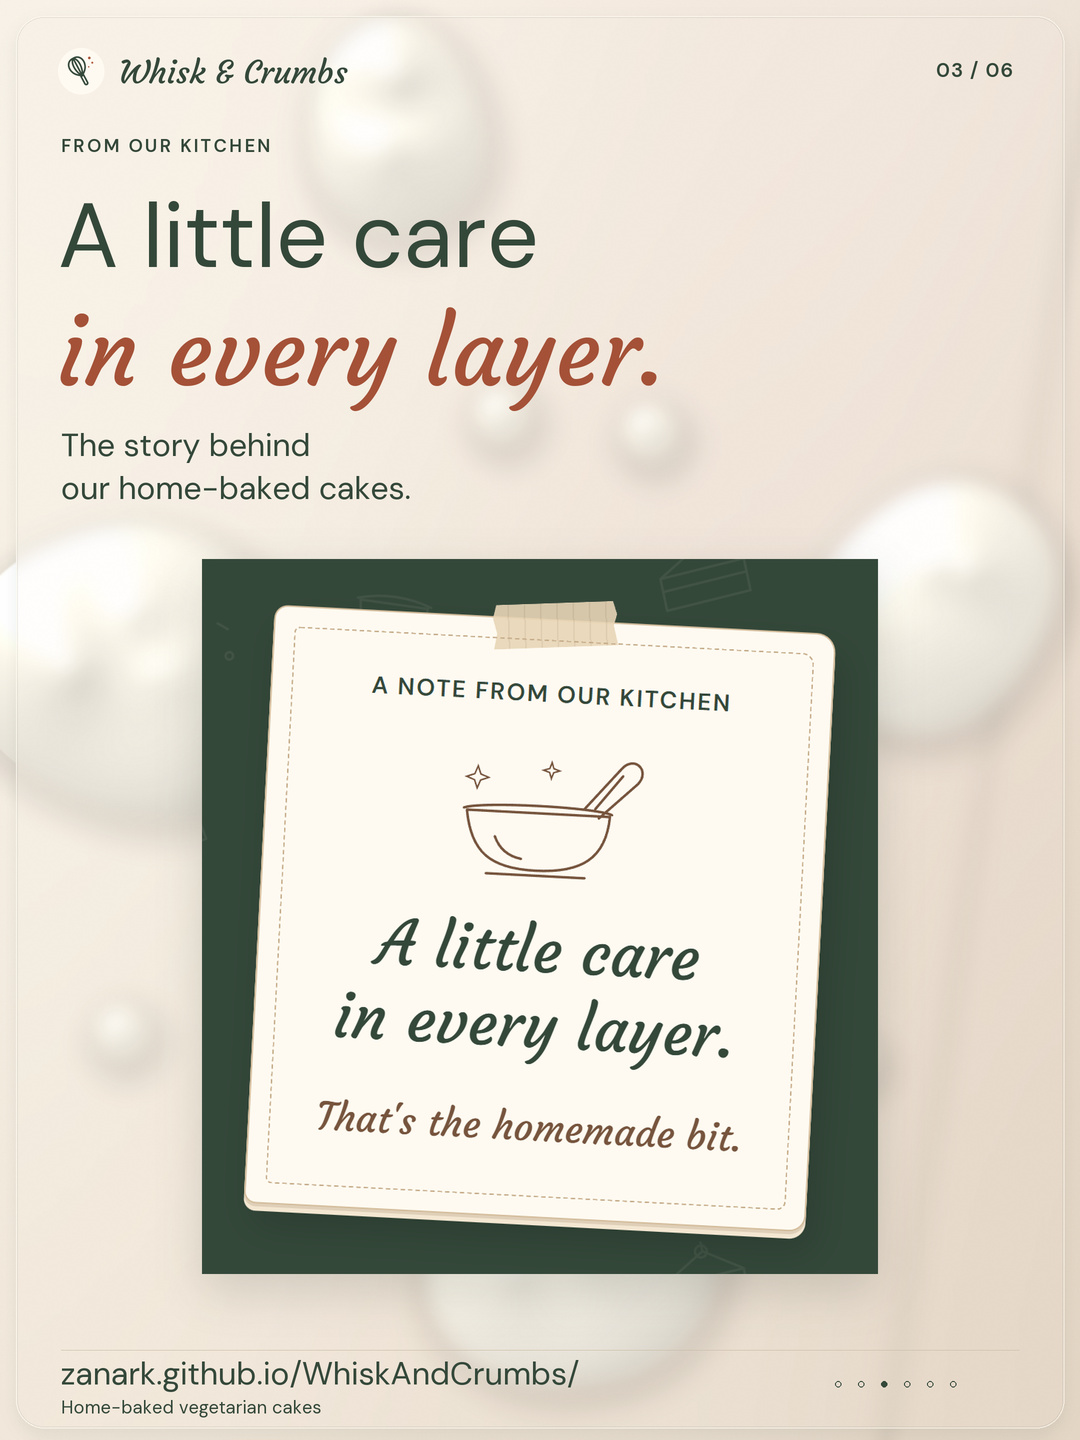 Whisk & Crumbs
03 / 06
FROM OUR KITCHEN
A little care
in every layer.
The story behind
our home-baked cakes.
A NOTE FROM OUR KITCHEN
A little care
in every layer.
That's the homemade bit.
zanark.github.io/WhiskAndCrumbs/
Home-baked vegetarian cakes